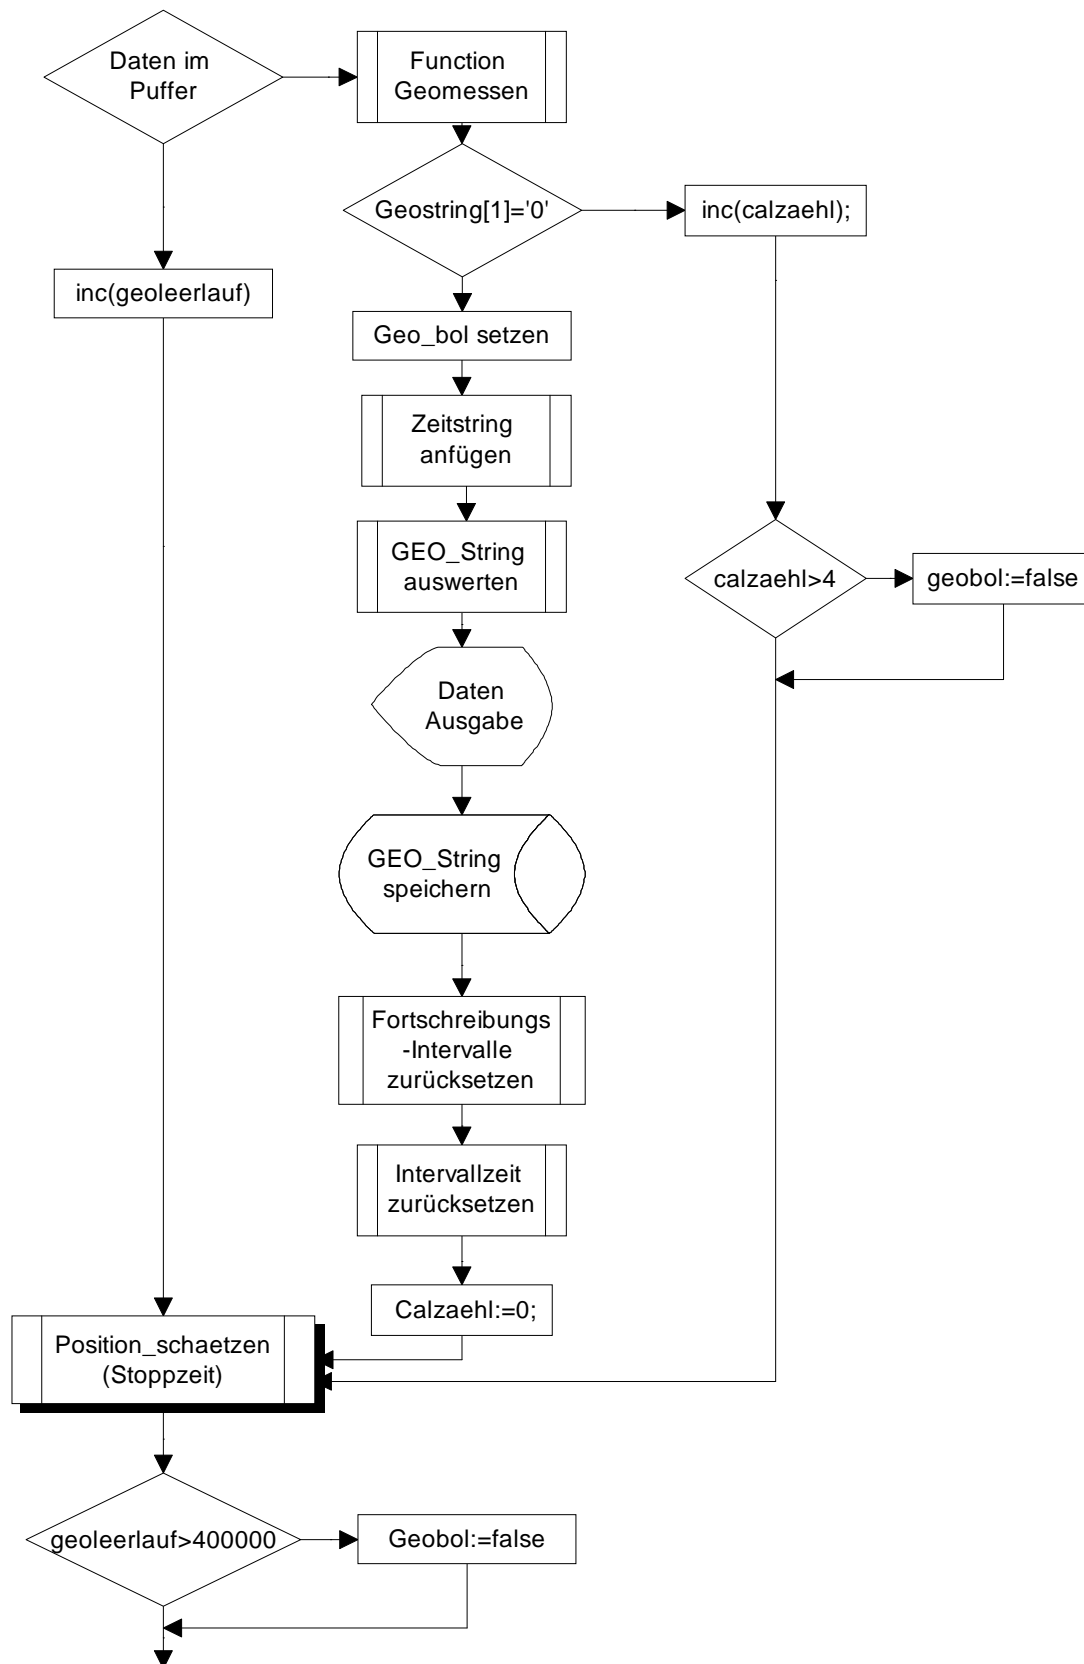 Daten im
Puffer
Function
Geomessen
Geostring[1]='0'
inc(calzaehl);
inc(geoleerlauf)
Geo_bol setzen
Zeitstring
anfügen
GEO_String
auswerten
calzaehl>4
geobol:=false
Daten
Ausgabe
GEO_String
speichern
Fortschreibungs
-Intervalle
zurücksetzen
Intervallzeit
zurücksetzen
Calzaehl:=0;
Position_schaetzen
(Stoppzeit)
geoleerlauf>400000
Geobol:=false